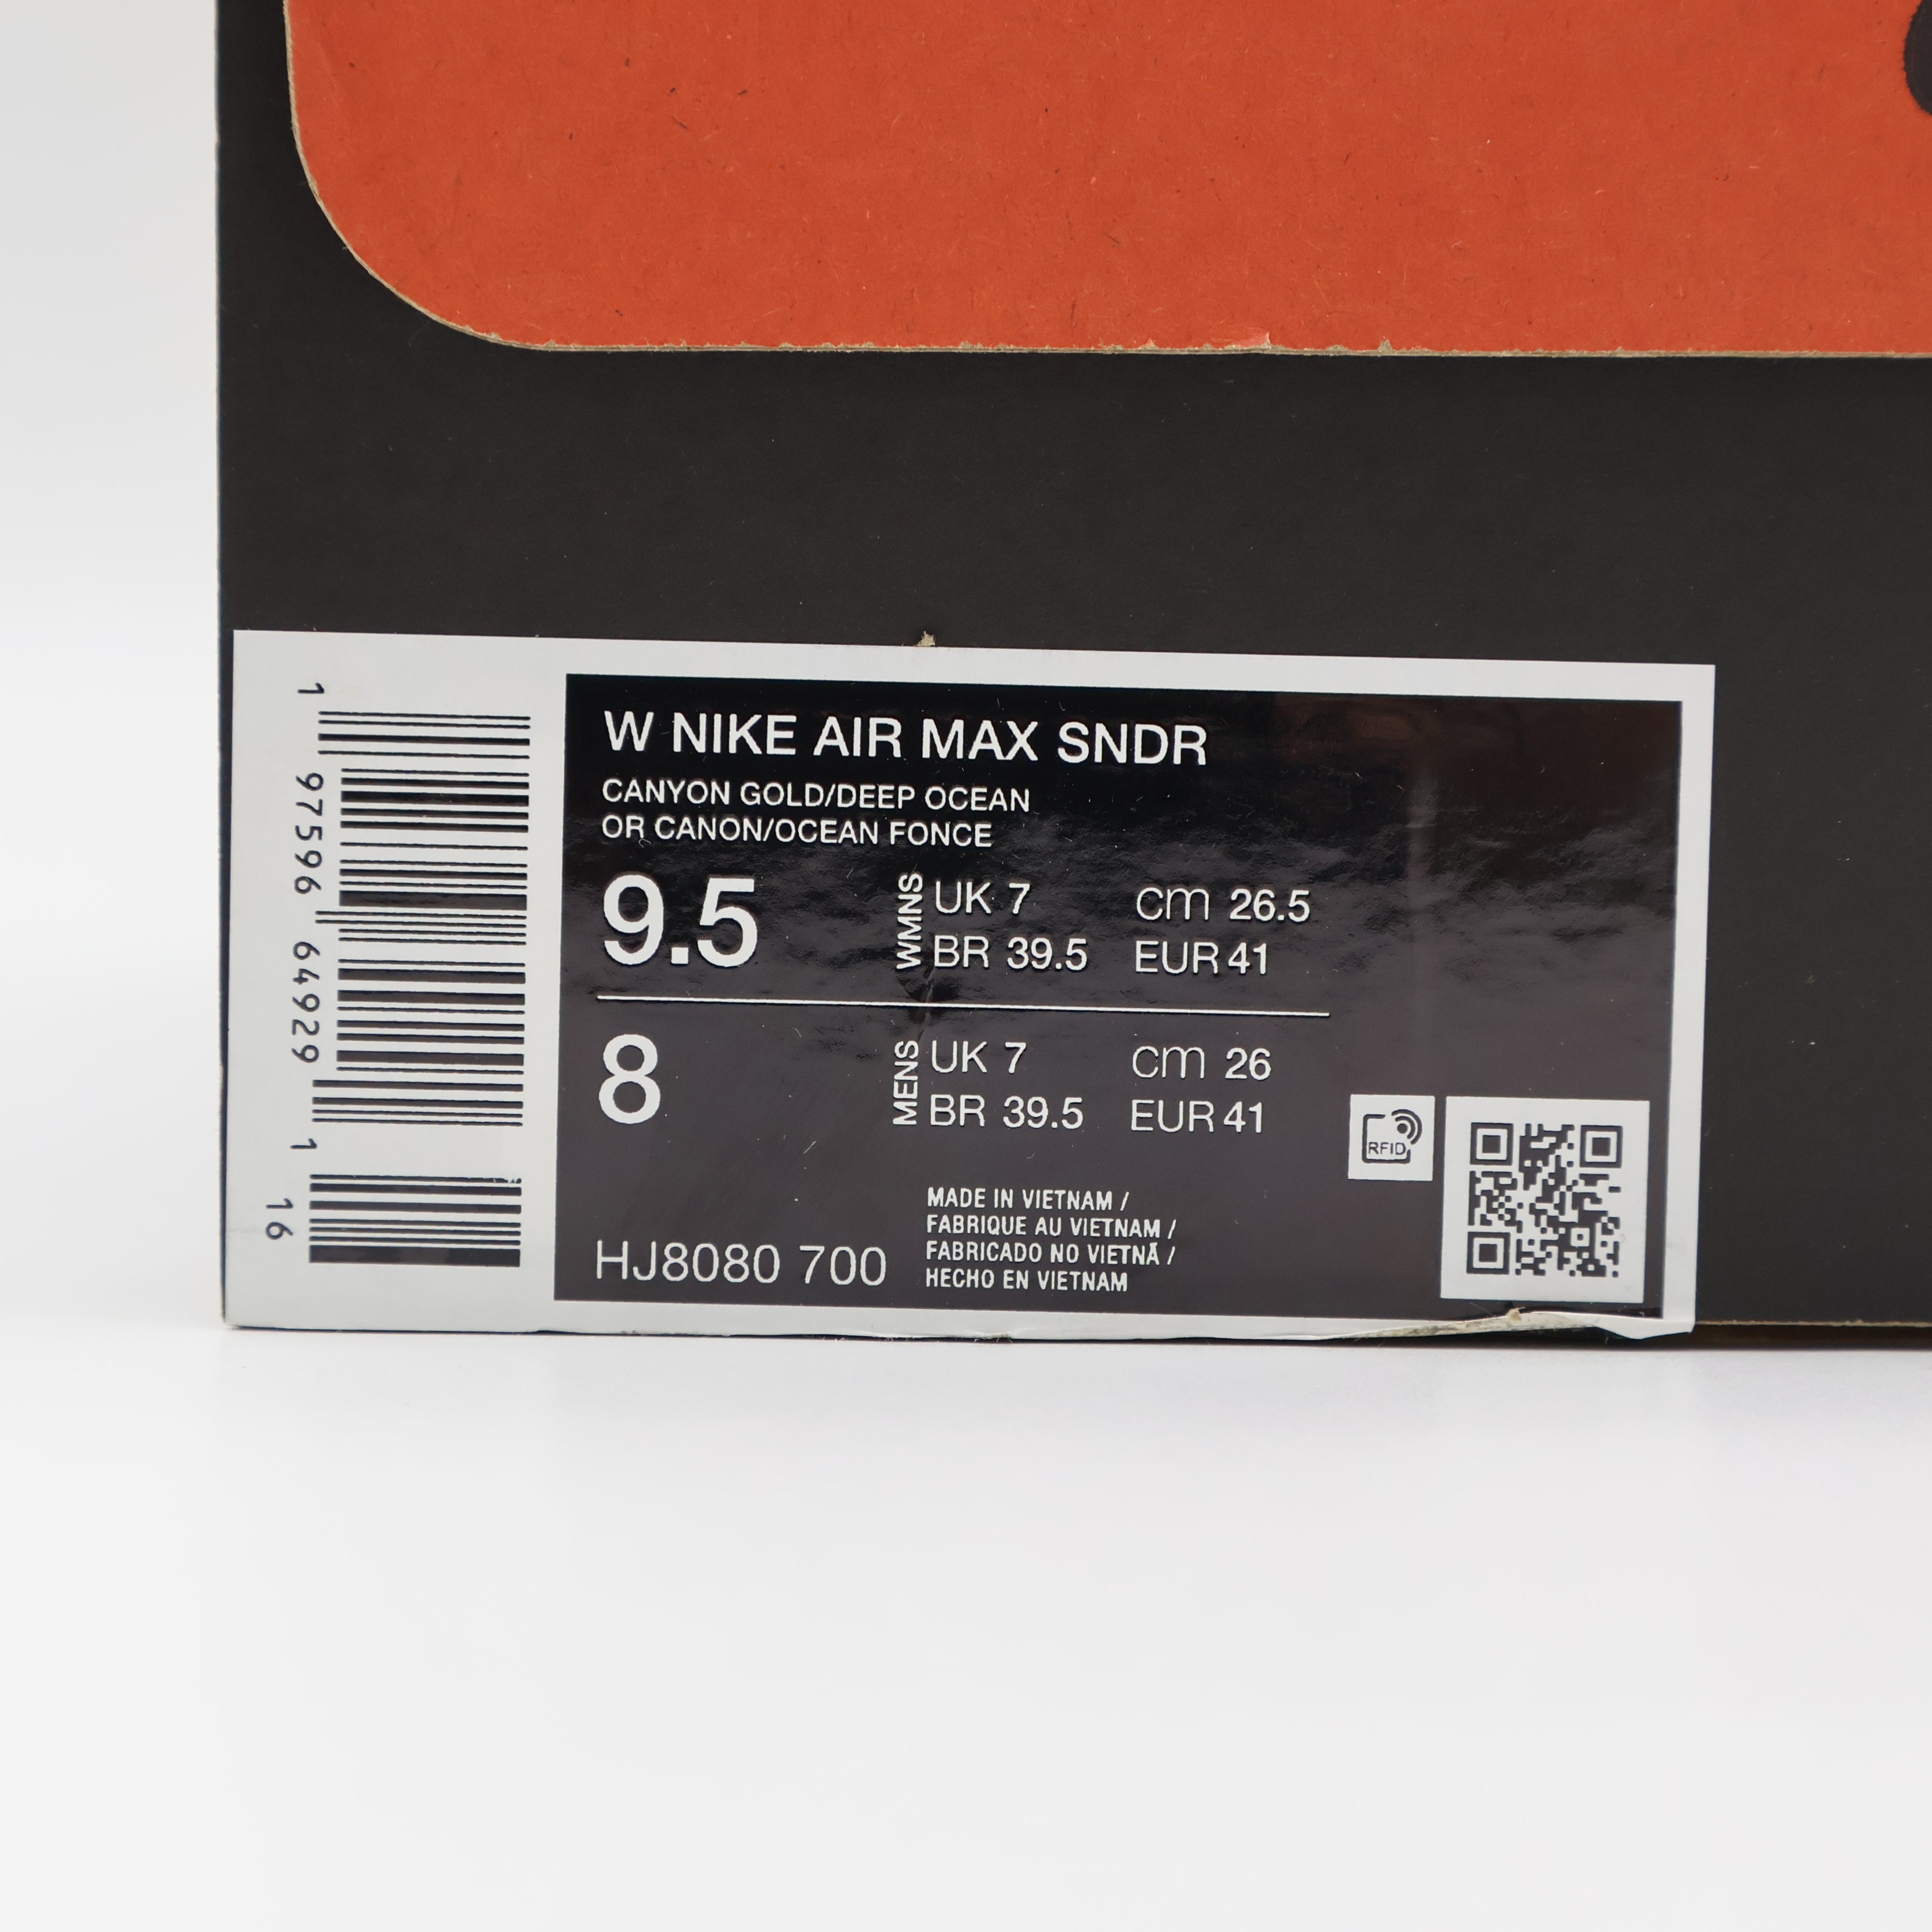 W NIKE AIR MAX SNDR
CANYON GOLD/DEEP OCEAN
OR CANON/OCEAN FONCE
9.5 WMNS UK 7 cm 26.5
BR 39.5 EUR 41
8 MENS UK 7 cm 26
BR 39.5 EUR 41
RFID
HJ8080 700
MADE IN VIETNAM /
FABRIQUE AU VIETNAM /
FABRICADO NO VIETNÃ /
HECHO EN VIETNAM
1 97596 64929 1
16